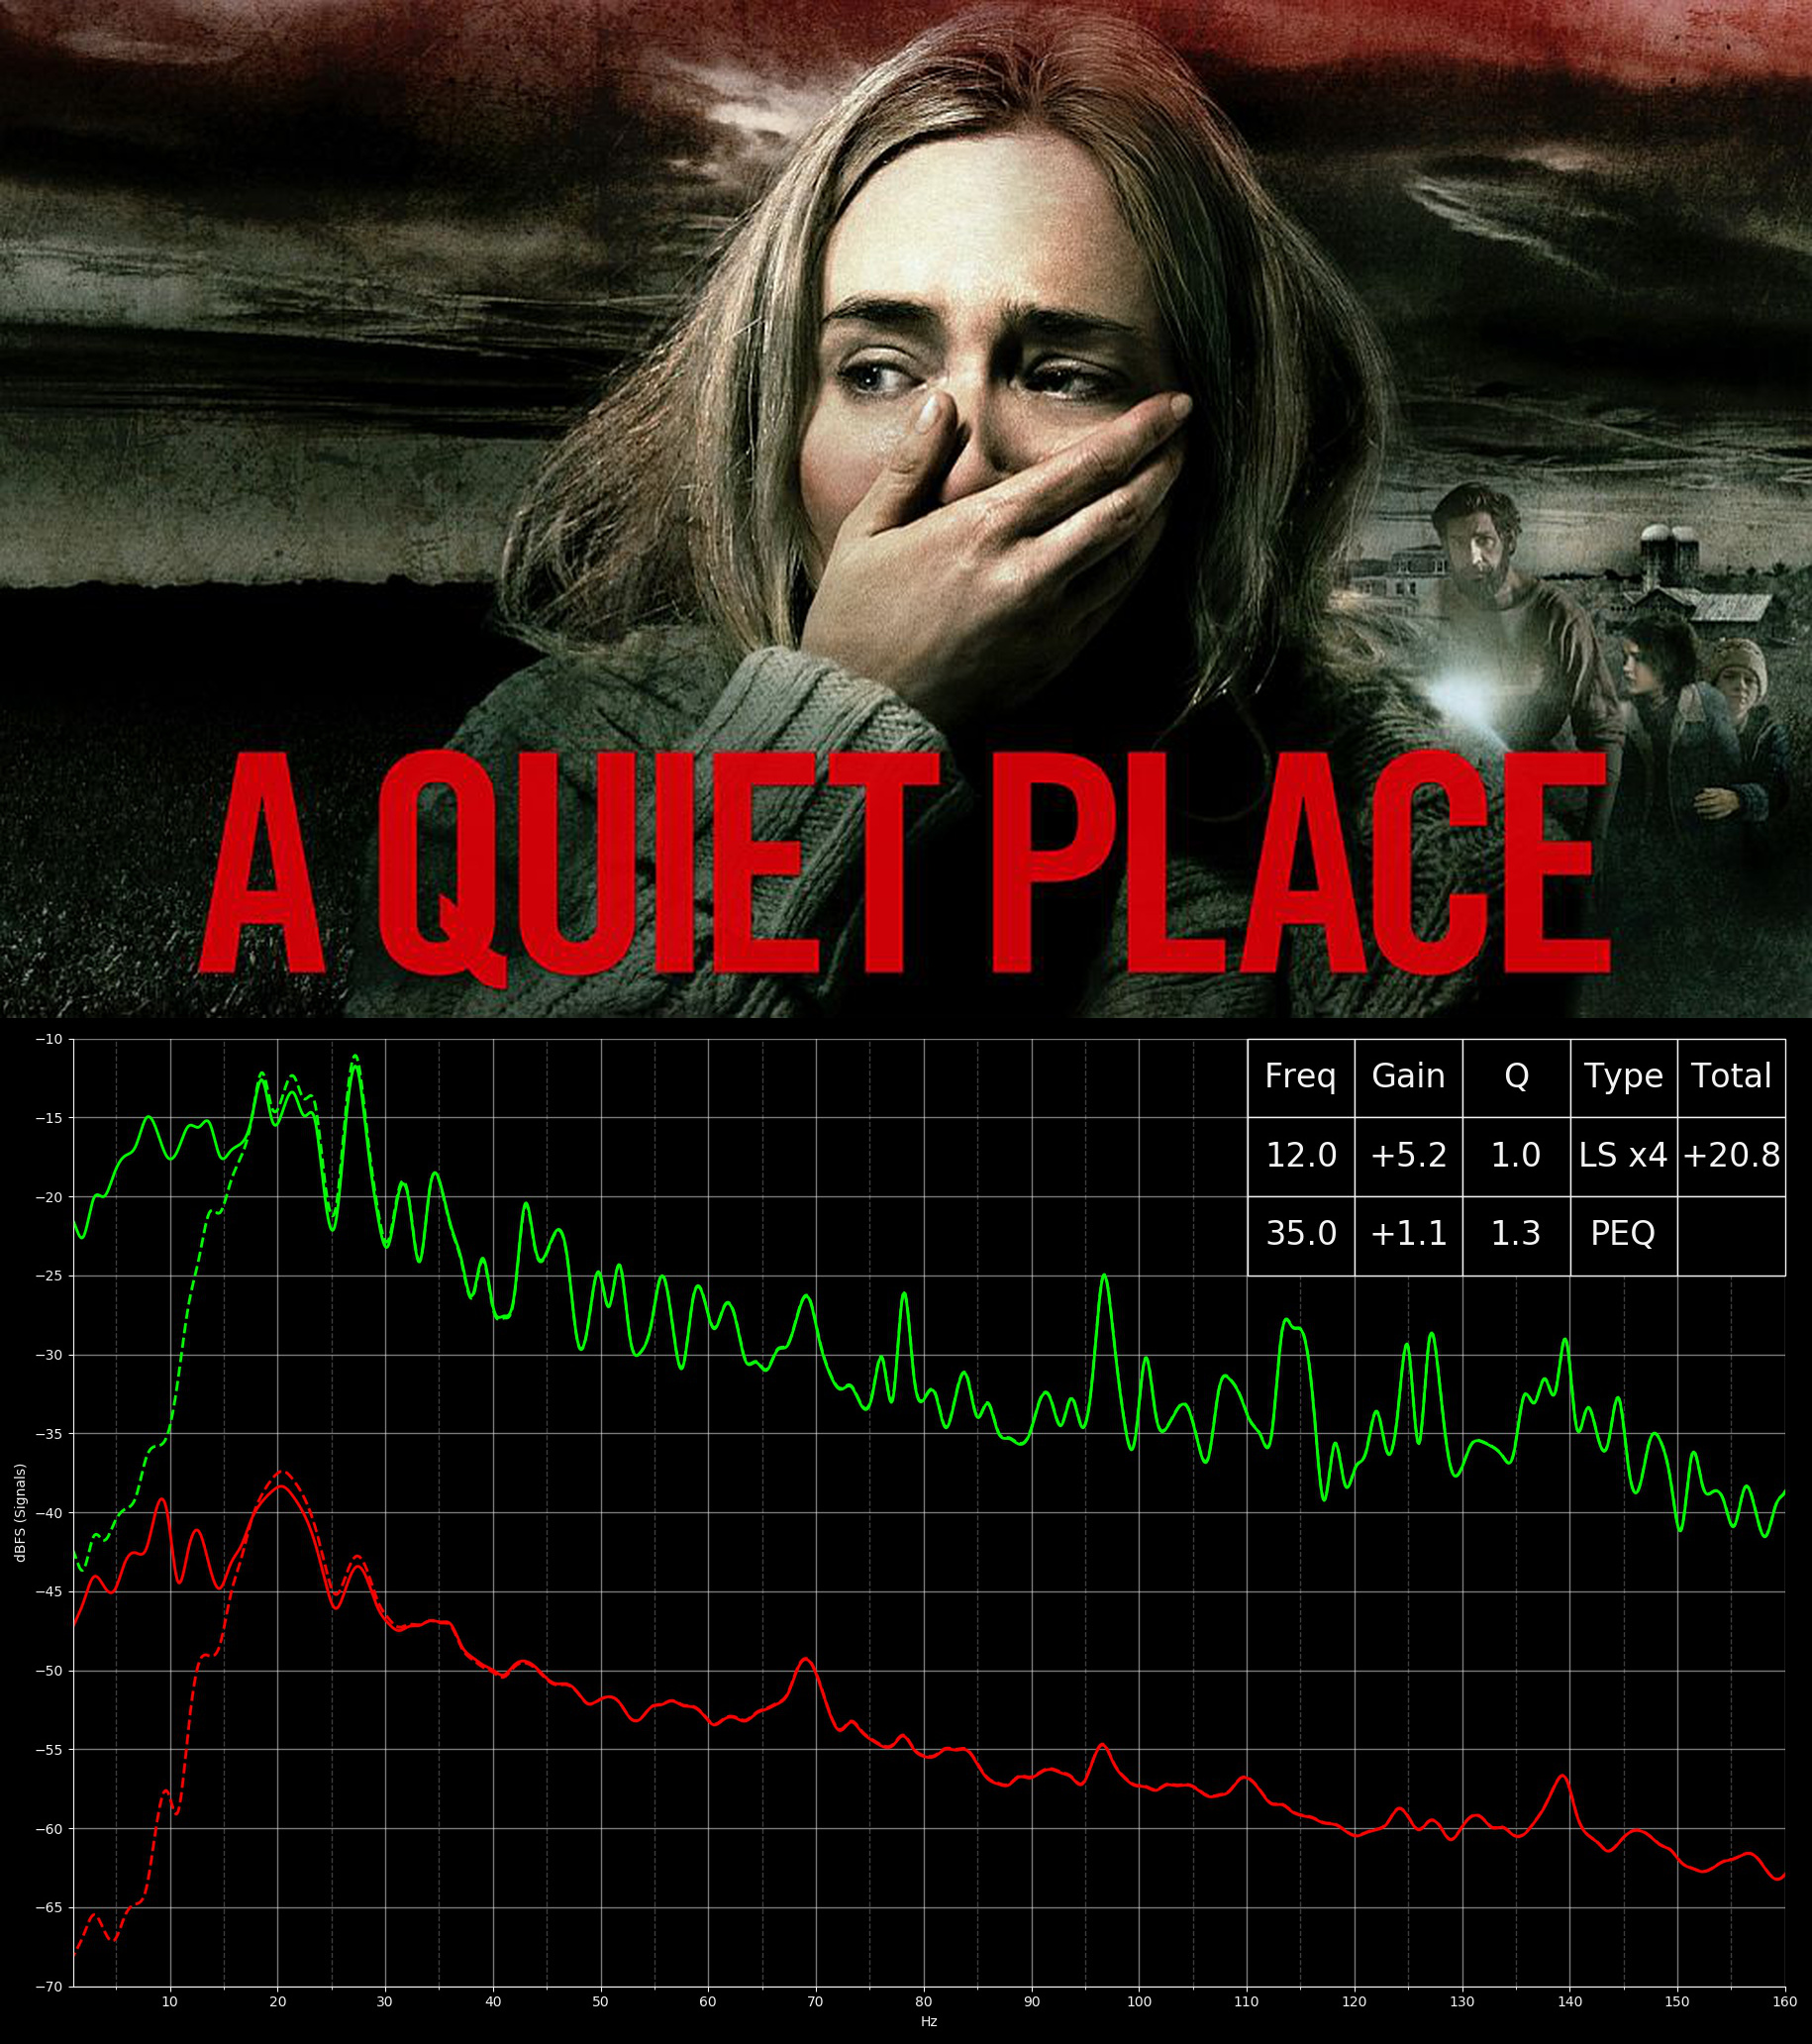 A QUIET PLACE
Freq Gain Q Type Total
12.0 +5.2 1.0 LS x4 +20.8
35.0 +1.1 1.3 PEQ
−10
−15
−20
−25
−30
−35
−40
−45
−50
−55
−60
−65
−70
dBFS (Signals)
10 20 30 40 50 60 70 80 90 100 110 120 130 140 150 160
Hz